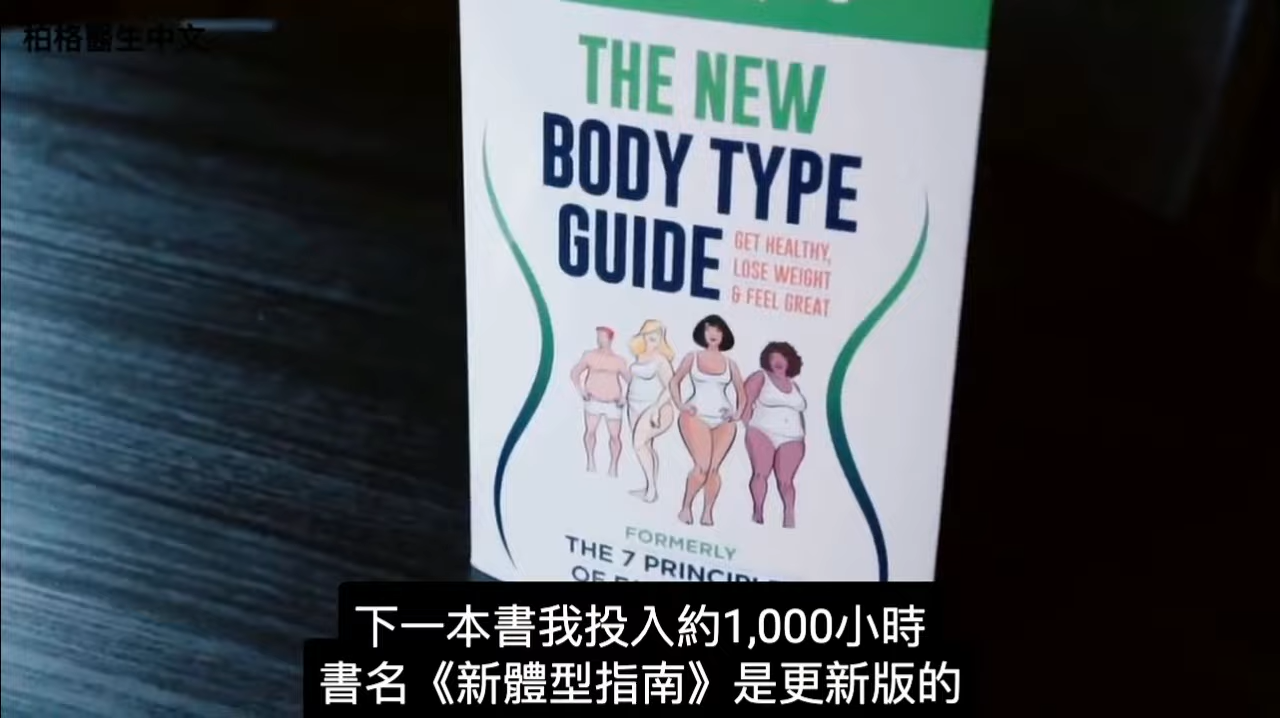 柏格醫生中文
THE NEW
BODY TYPE
GUIDE
GET HEALTHY,
LOSE WEIGHT
& FEEL GREAT
FORMERLY
THE 7
OF
下一本書我投入約1,000小時
書名《新體型指南》是更新版的